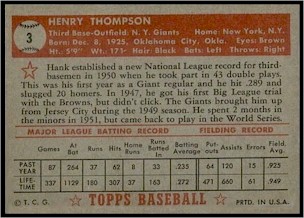 3
HENRY THOMPSON
Third Base-Outfield: N. Y. Giants Home: New York, N.Y.
Born: Dec. 8, 1925, Oklahoma City, Okla. Eyes: Brown
Ht.: 5-9 Wt.: 171 Hair: Black Bats: Left Throws: Right
Hank established a new National League record for third-
basemen in 1950 when he took part in 43 double plays.
This was his first year as a Giant regular and he hit .289 and
slugged 20 homers. In 1947, he got his first Big League trial
with the Browns, but didn't click. The Giants brought him up
from Jersey City during the 1949 season. He spent 2 months
in the minors in 1951, but came back to play in the World Series.
MAJOR LEAGUE BATTING RECORD FIELDING RECORD
Games At Bat Runs Hits Home Runs Runs Batted In Batting Avg. Put-outs Assists Errors Field. Avg.
PAST YEAR 87 264 37 62 8 33 .235 64 120 15 .925
LIFE-TIME 337 1129 180 307 37 162 .272 471 660 61 .949
© T. C. G. TOPPS BASEBALL PRTD. IN U.S.A.